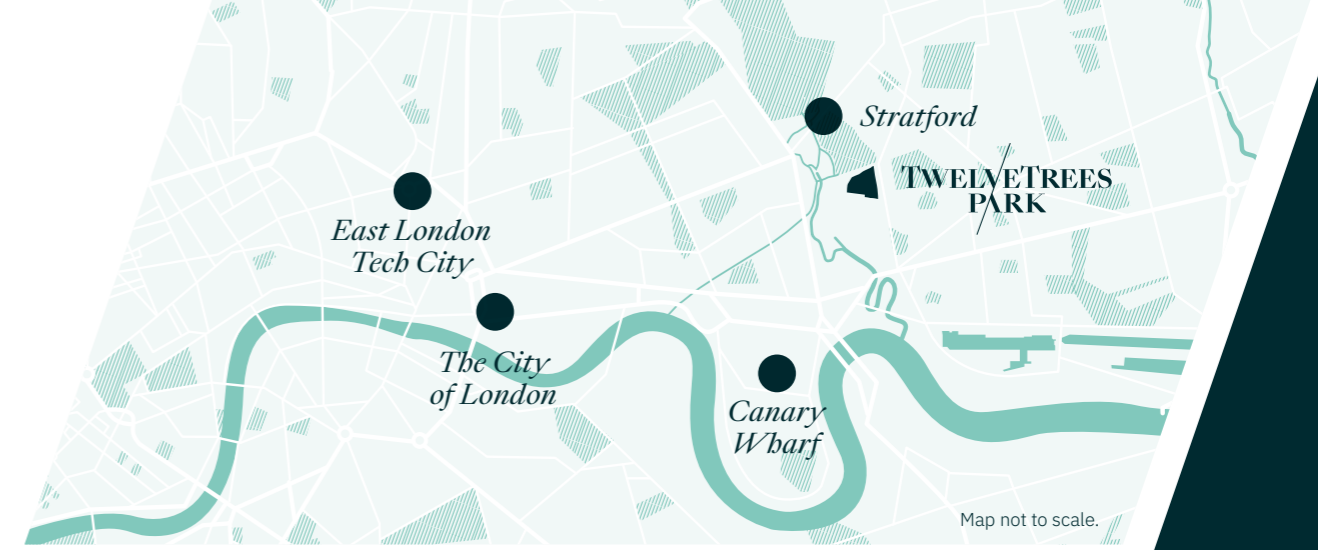 Stratford
TWELVETREES
PARK
East London
Tech City
The City
of London
Canary
Wharf
Map not to scale.